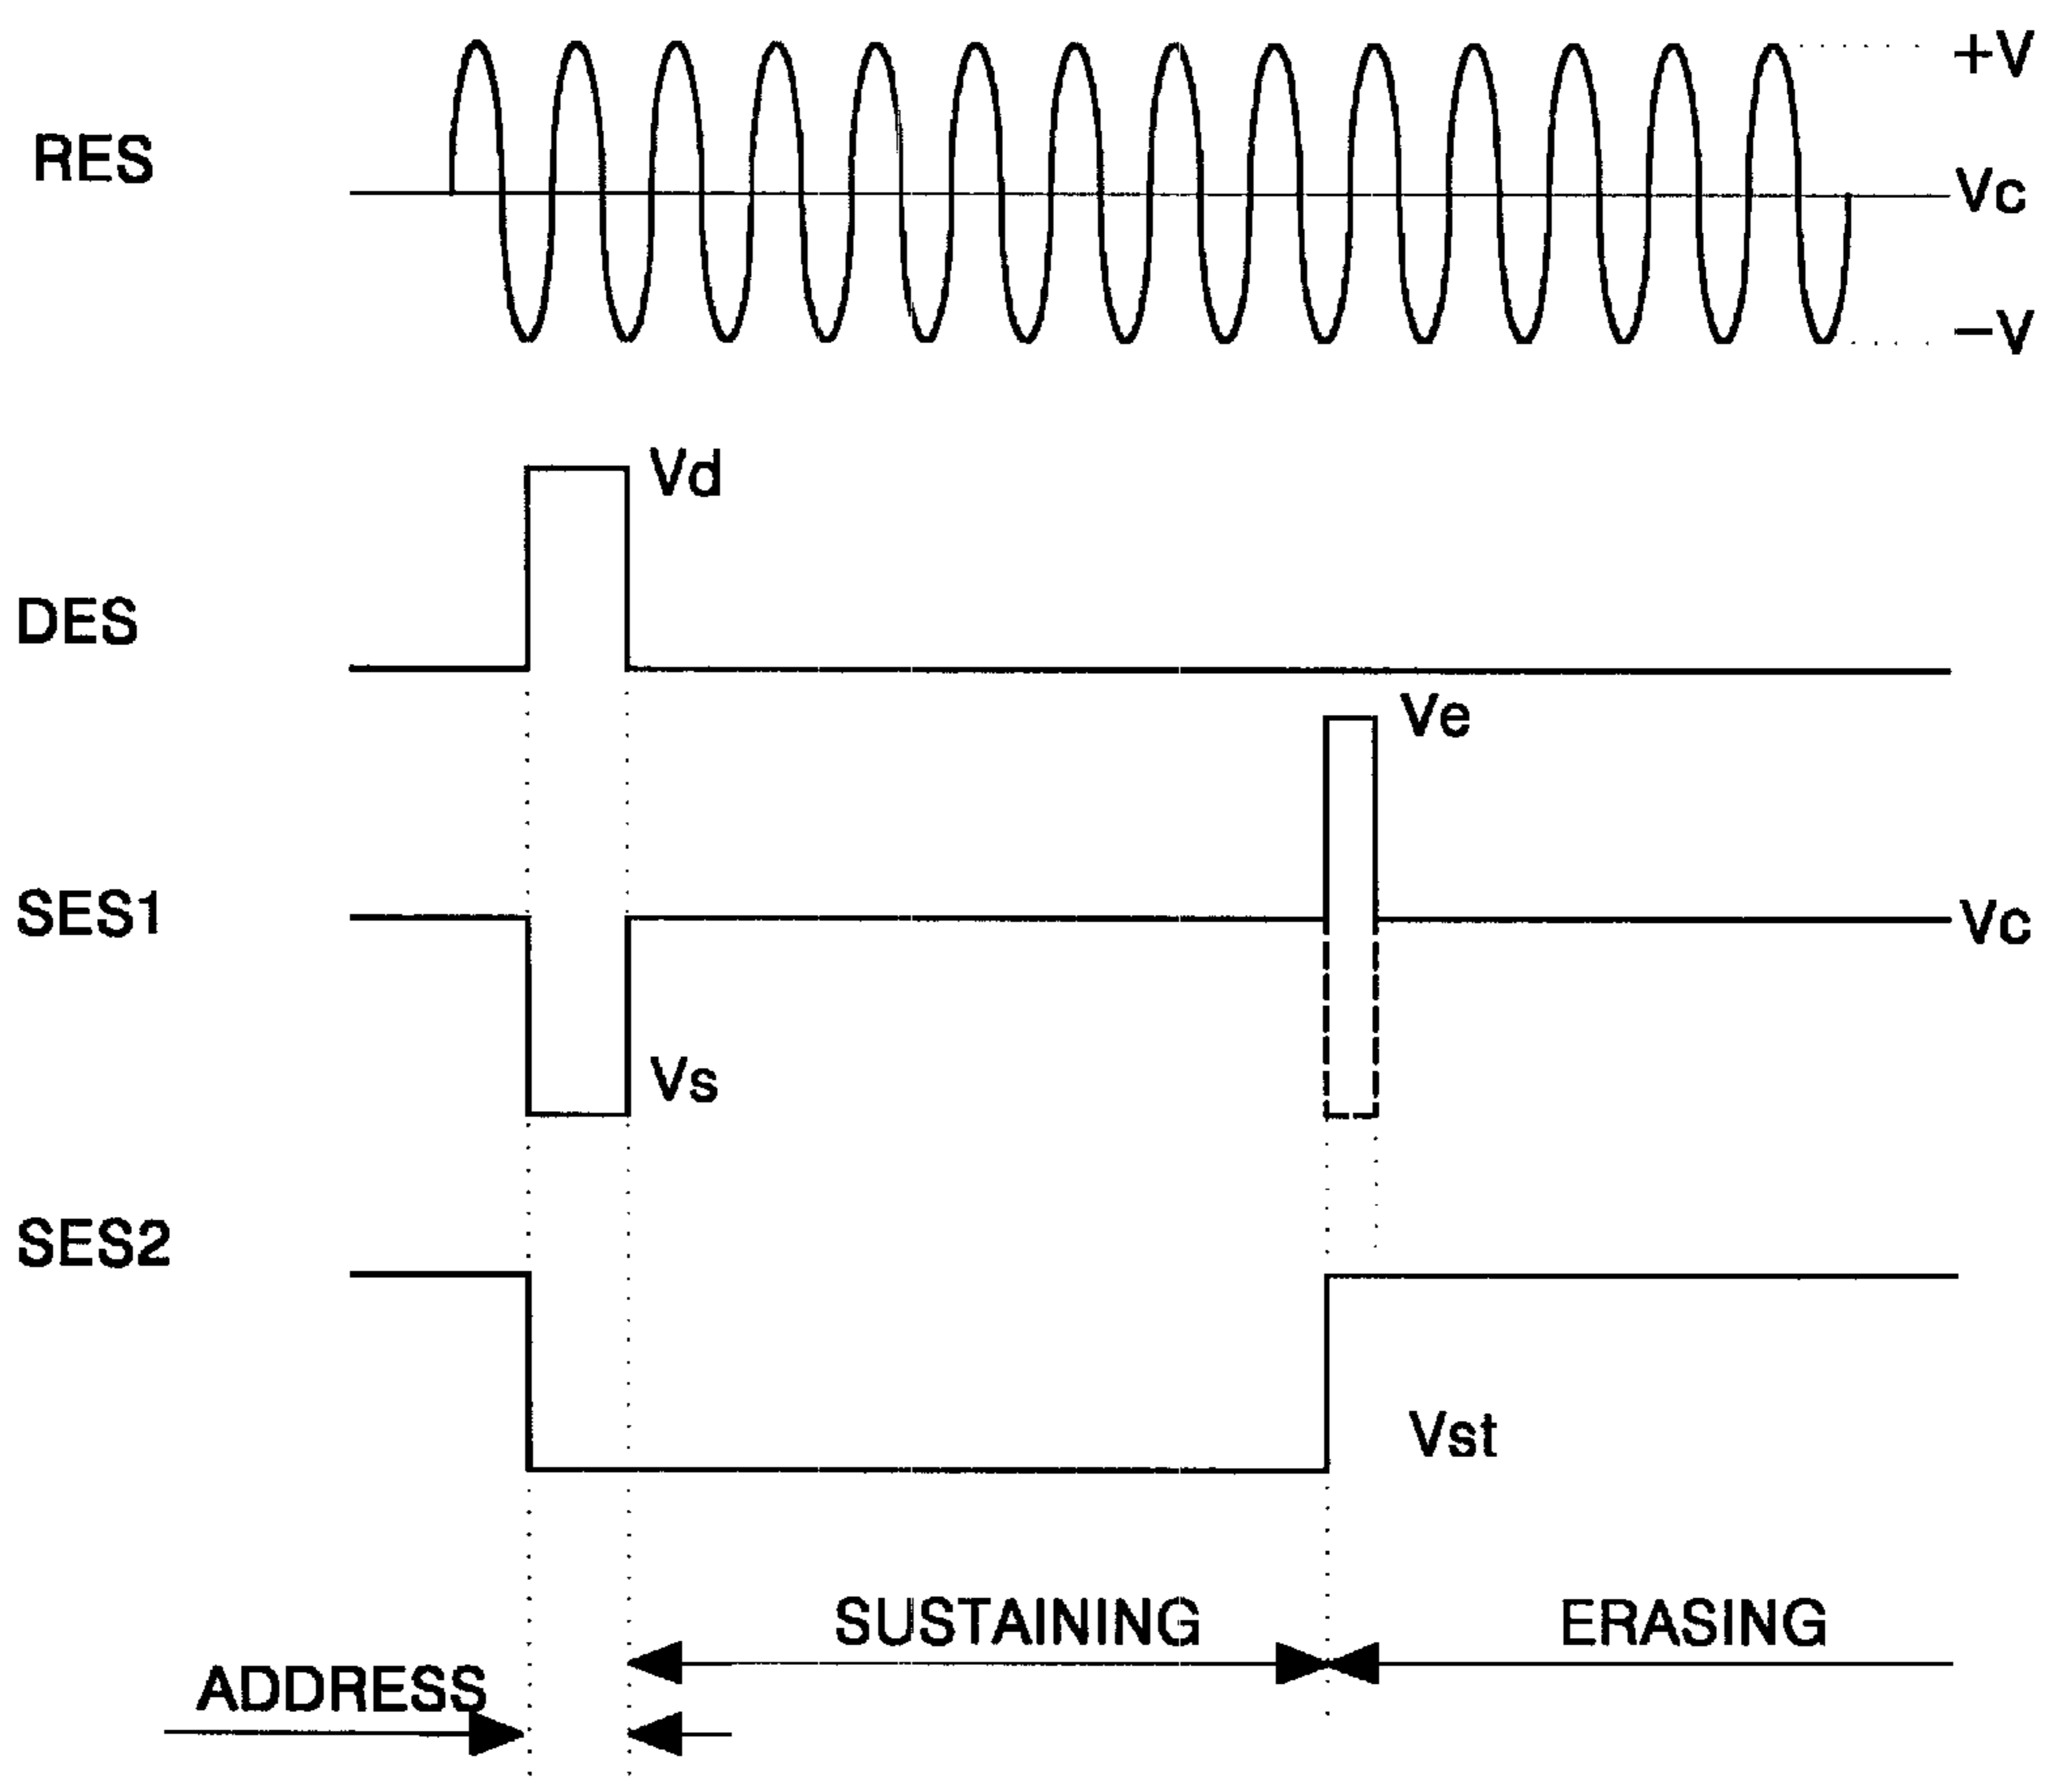 +V
RES
Vc
−V
Vd
DES
Ve
SES1
Vc
Vs
SES2
Vst
SUSTAINING
ERASING
ADDRESS